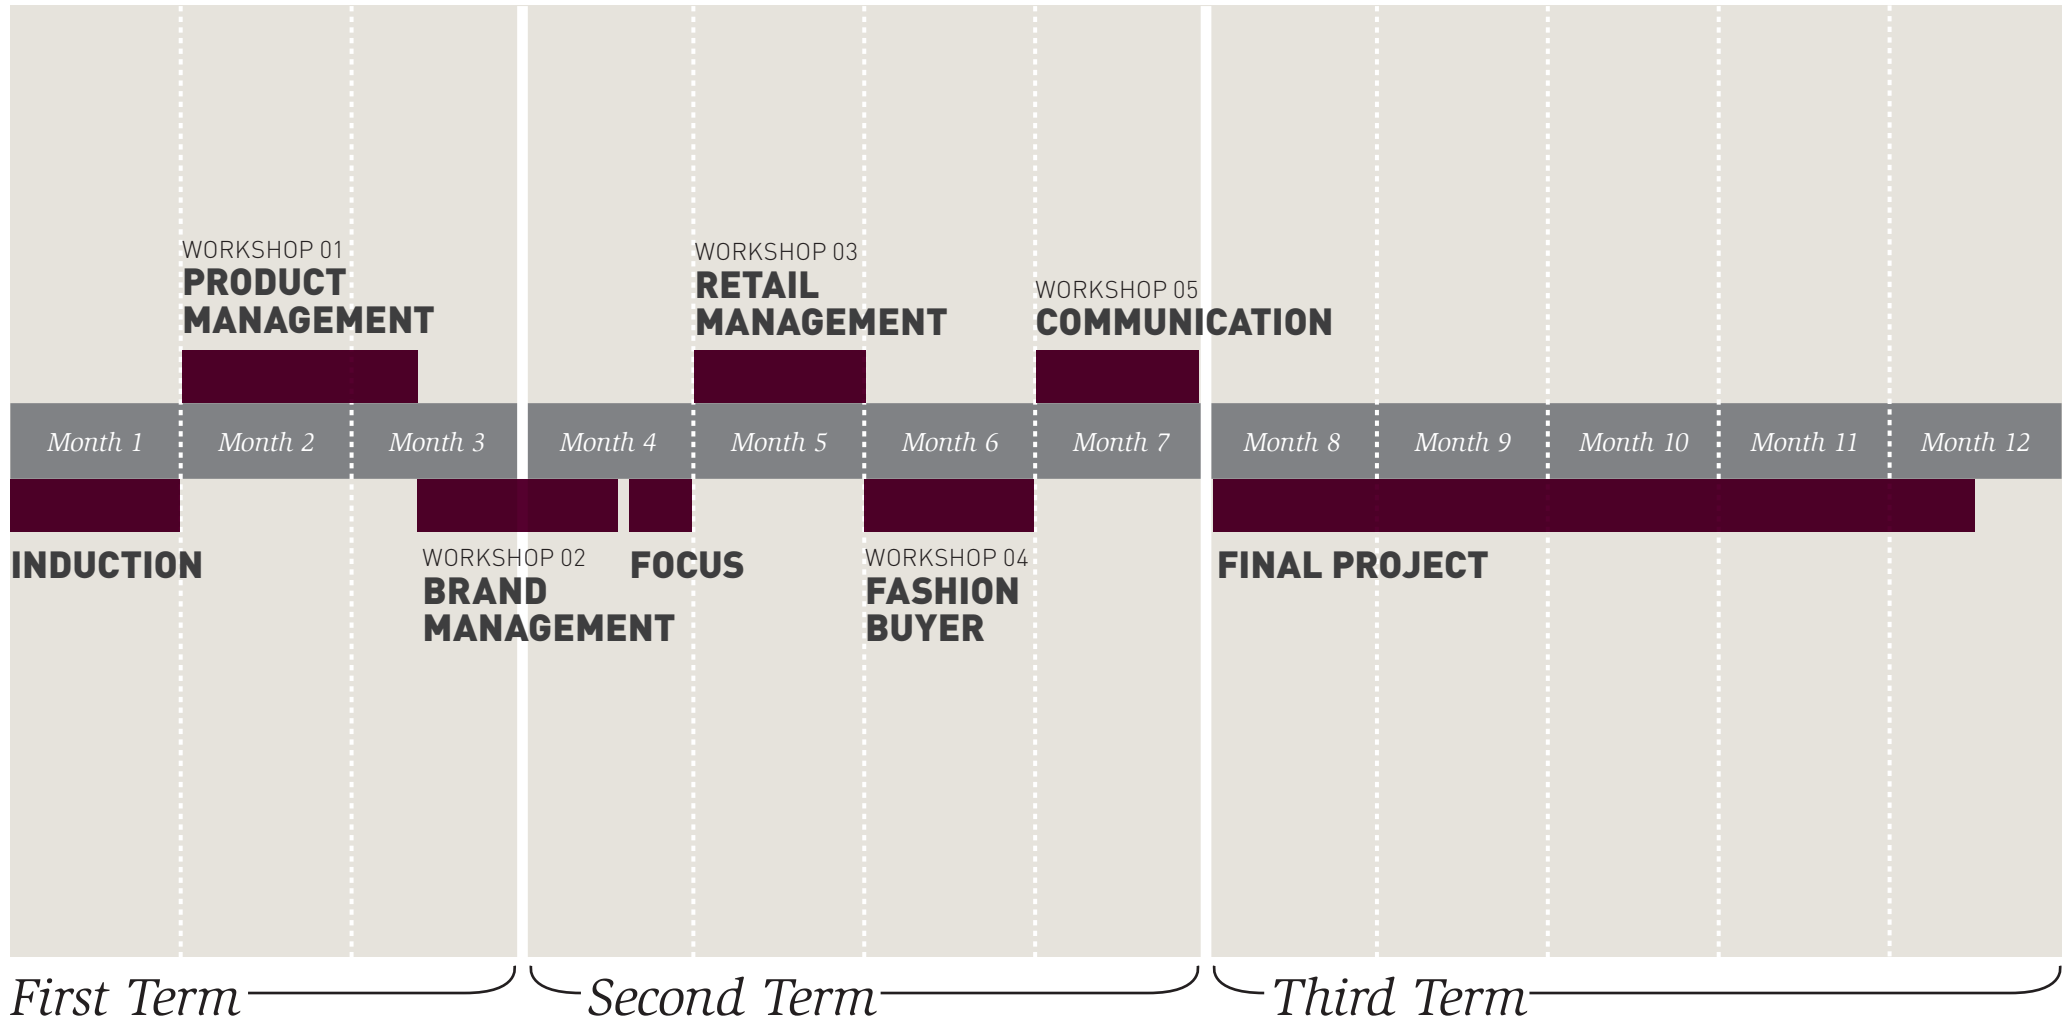 WORKSHOP 01
PRODUCT
MANAGEMENT
WORKSHOP 03
RETAIL
MANAGEMENT
WORKSHOP 05
COMMUNICATION
Month 1
Month 2
Month 3
Month 4
Month 5
Month 6
Month 7
Month 8
Month 9
Month 10
Month 11
Month 12
INDUCTION
WORKSHOP 02
BRAND
MANAGEMENT
FOCUS
WORKSHOP 04
FASHION
BUYER
FINAL PROJECT
First Term
Second Term
Third Term